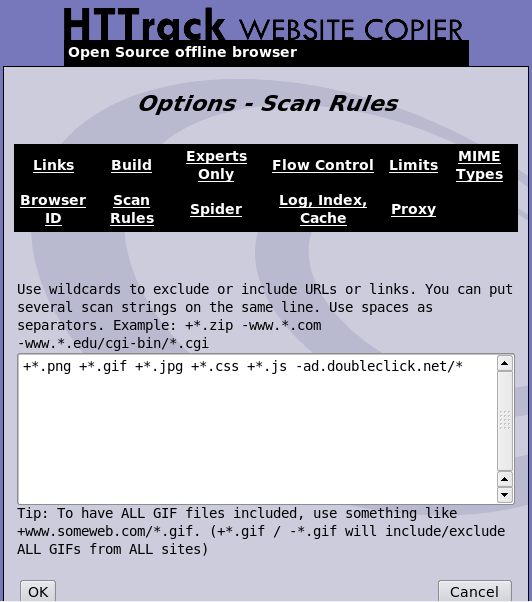 HTTrack WEBSITE COPIER
Open Source offline browser
Options - Scan Rules
Links Build Experts Only Flow Control Limits MIME Types
Browser ID Scan Rules Spider Log, Index, Cache Proxy
Use wildcards to exclude or include URLs or links. You can put
several scan strings on the same line. Use spaces as
separators. Example: +*.zip -www.*.com
-www.*.edu/cgi-bin/*.cgi
+*.png +*.gif +*.jpg +*.css +*.js -ad.doubleclick.net/*
Tip: To have ALL GIF files included, use something like
+www.someweb.com/*.gif. (+*.gif / -*.gif will include/exclude
ALL GIFs from ALL sites)
OK Cancel